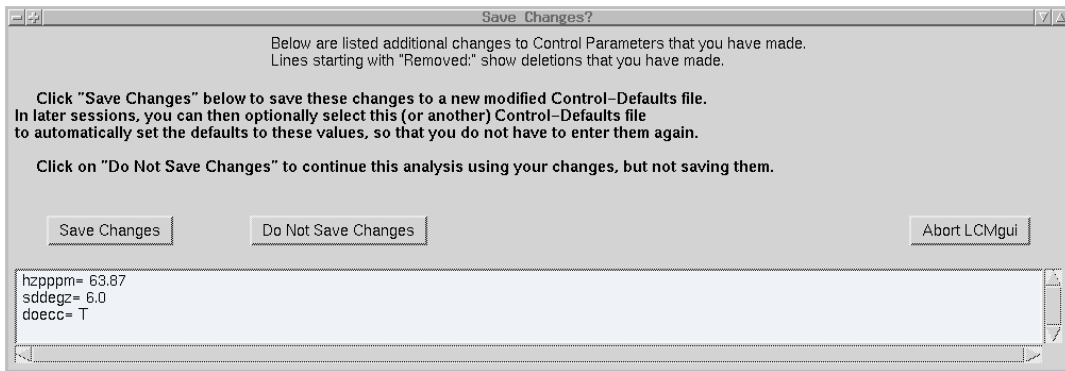 Save Changes?
Below are listed additional changes to Control Parameters that you have made.
Lines starting with "Removed:" show deletions that you have made.
Click "Save Changes" below to save these changes to a new modified Control-Defaults file.
In later sessions, you can then optionally select this (or another) Control-Defaults file
to automatically set the defaults to these values, so that you do not have to enter them again.
Click on "Do Not Save Changes" to continue this analysis using your changes, but not saving them.
Save Changes Do Not Save Changes Abort LCMgui
hzpppm= 63.87
sddegz= 6.0
doecc= T